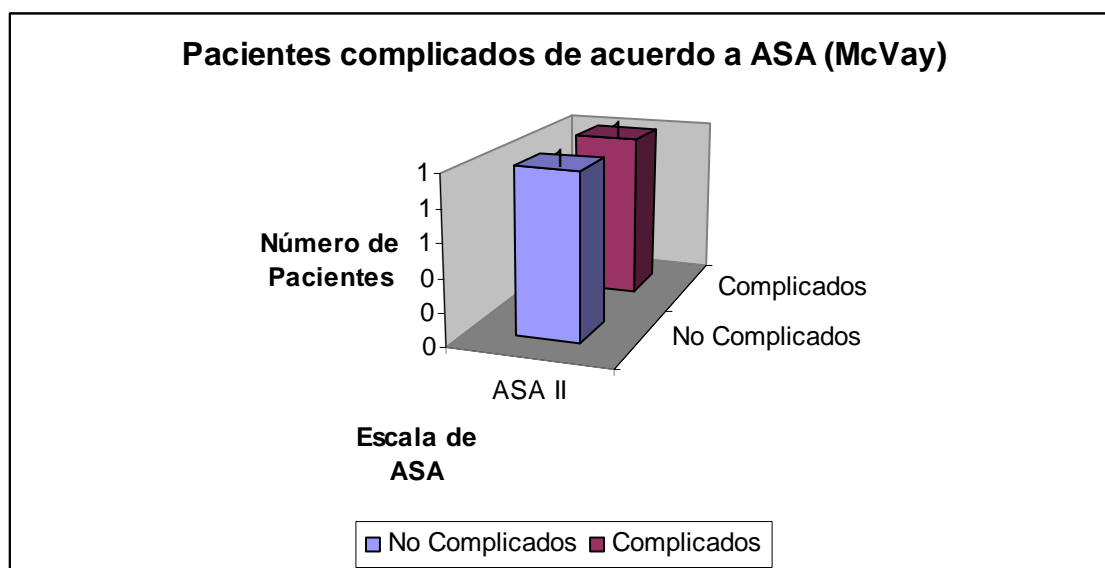 Pacientes complicados de acuerdo a ASA (McVay)
1
1
1
0
0
0
Número de
Pacientes
1
1
Complicados
No Complicados
ASA II
Escala de
ASA
No Complicados Complicados